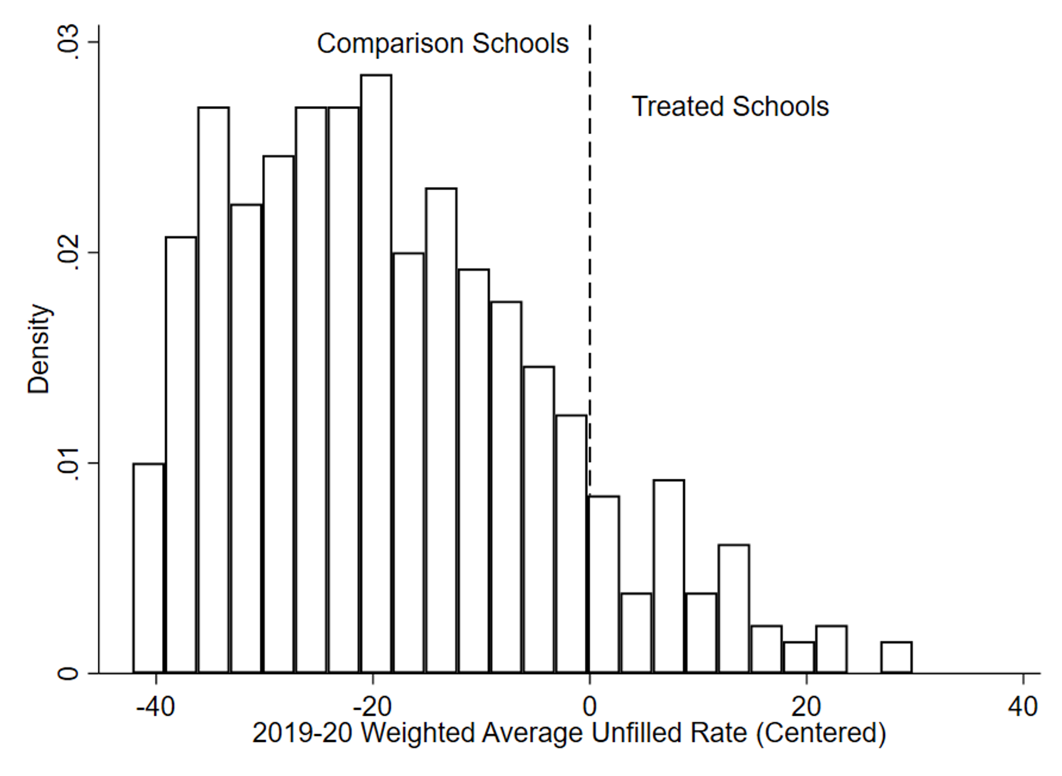 Comparison Schools
Treated Schools
Density
.03
.02
.01
0
-40 -20 0 20 40
2019-20 Weighted Average Unfilled Rate (Centered)